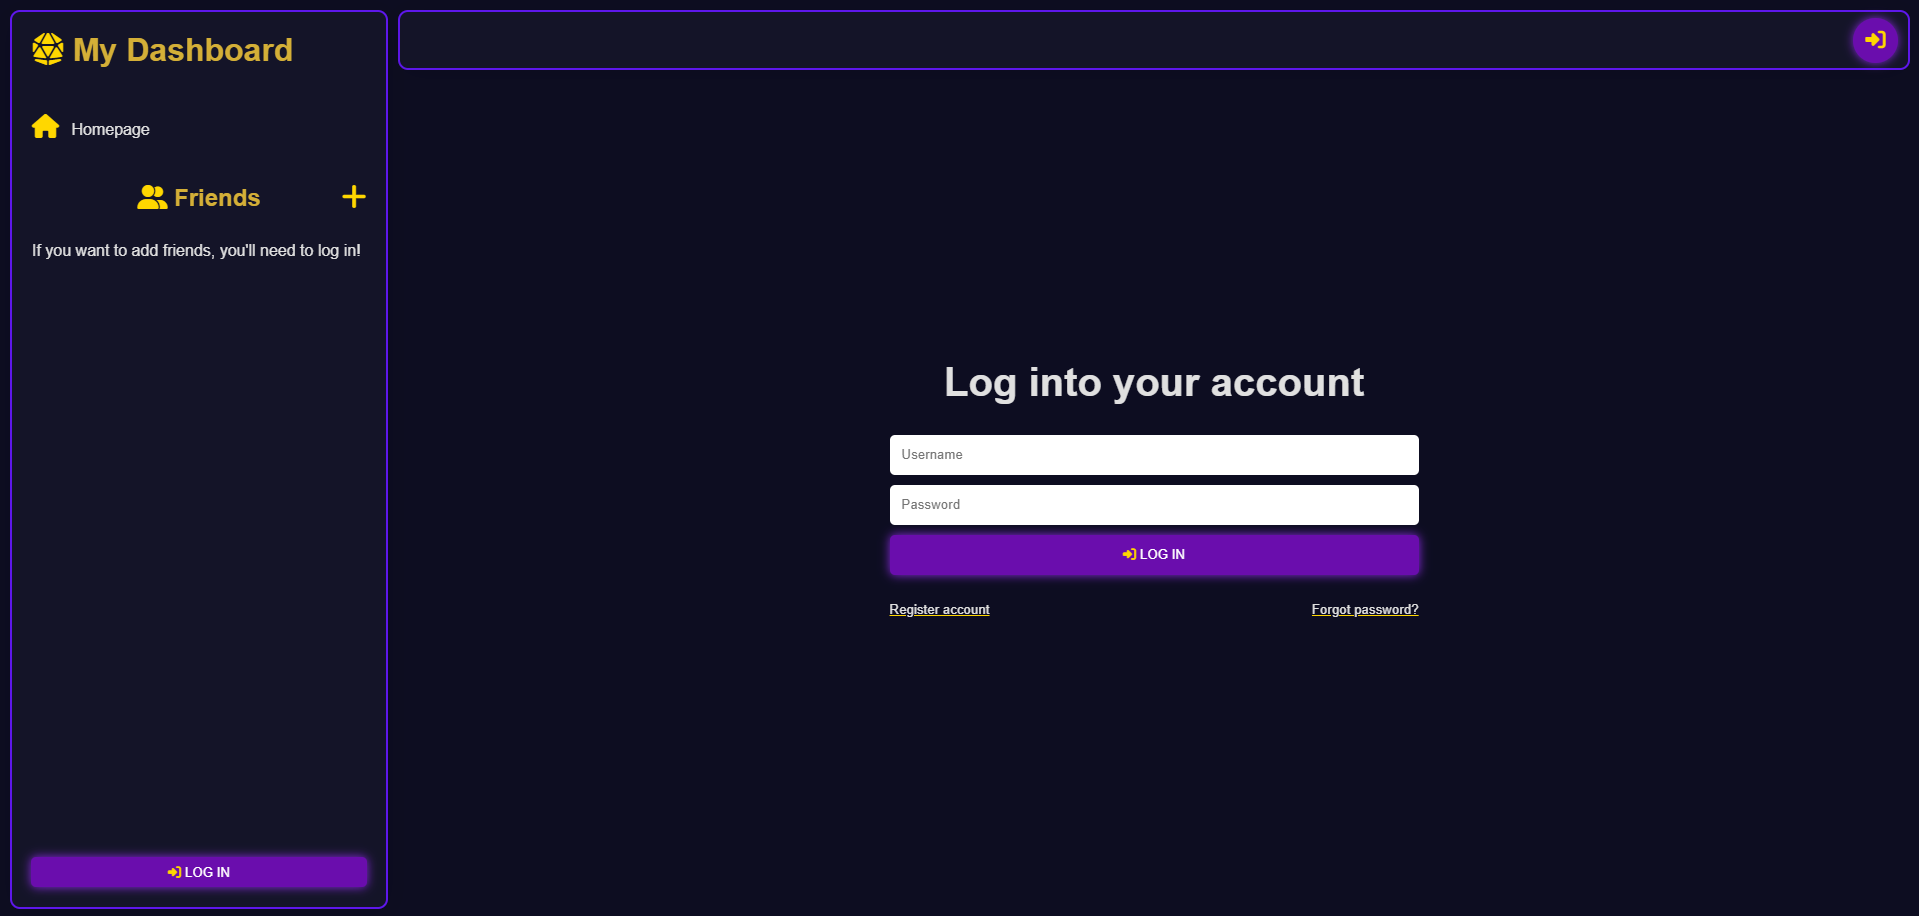 My Dashboard
Homepage
Friends
If you want to add friends, you'll need to log in!
LOG IN
Log into your account
Username
Password
LOG IN
Register account
Forgot password?